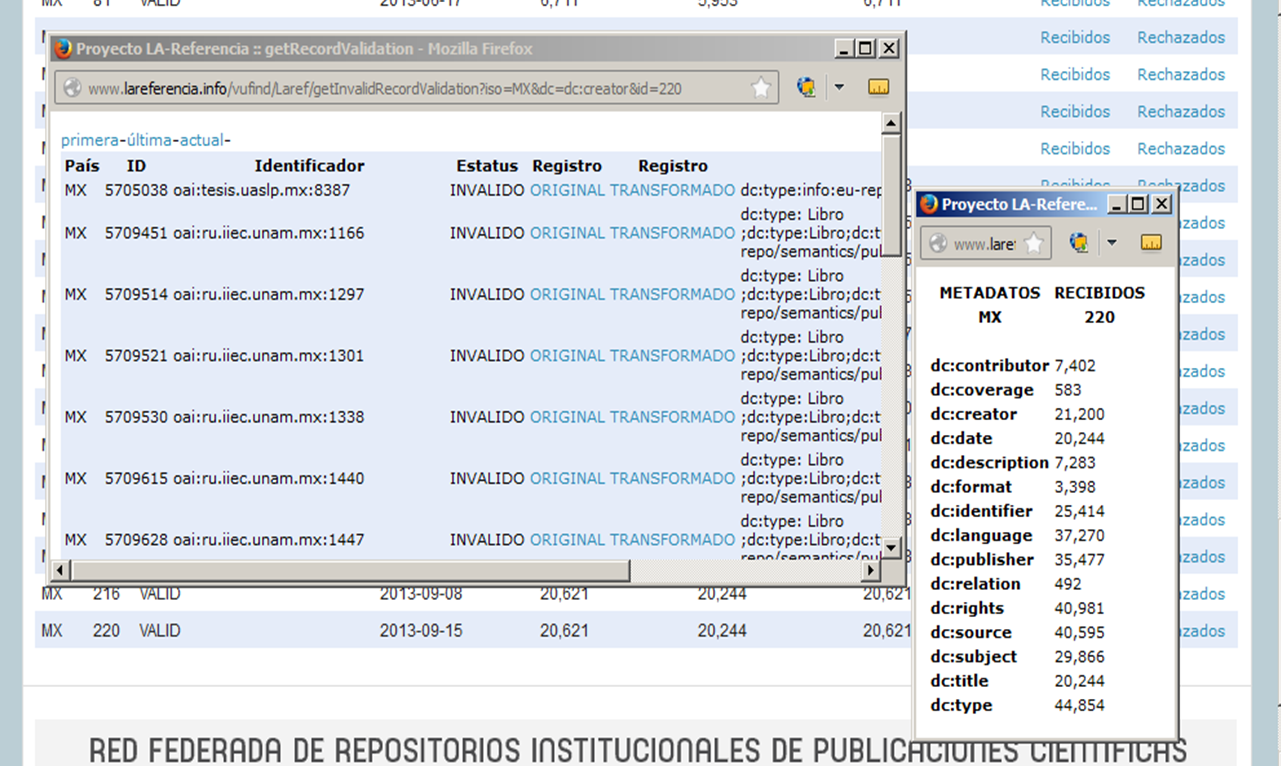 MX 81 VALID 2013-06-17 6,711 5,953 6,711 Recibidos Rechazados
Recibidos Rechazados
Recibidos Rechazados
Recibidos Rechazados
Recibidos Rechazados
Recibidos Rechazados
Proyecto LA-Referencia :: getRecordValidation - Mozilla Firefox
www.lareferencia.info/vufind/Laref/getInvalidRecordValidation?iso=MX&dc=dc:creator&id=220
primera-última-actual-
País ID Identificador Estatus Registro Registro
MX 5705038 oai:tesis.uaslp.mx:8387 INVALIDO ORIGINAL TRANSFORMADO dc:type:info:eu-rep
dc:type: Libro
MX 5709451 oai:ru.iiec.unam.mx:1166 INVALIDO ORIGINAL TRANSFORMADO ;dc:type:Libro;dc:t
repo/semantics/pul
dc:type: Libro
MX 5709514 oai:ru.iiec.unam.mx:1297 INVALIDO ORIGINAL TRANSFORMADO ;dc:type:Libro;dc:t
repo/semantics/pul
dc:type: Libro
MX 5709521 oai:ru.iiec.unam.mx:1301 INVALIDO ORIGINAL TRANSFORMADO ;dc:type:Libro;dc:t
repo/semantics/pul
dc:type: Libro
MX 5709530 oai:ru.iiec.unam.mx:1338 INVALIDO ORIGINAL TRANSFORMADO ;dc:type:Libro;dc:t
repo/semantics/pul
dc:type: Libro
MX 5709615 oai:ru.iiec.unam.mx:1440 INVALIDO ORIGINAL TRANSFORMADO ;dc:type:Libro;dc:t
repo/semantics/pul
dc:type: Libro
MX 5709628 oai:ru.iiec.unam.mx:1447 INVALIDO ORIGINAL TRANSFORMADO ;dc:type:Libro;dc:t
repo/semantics/pul
Proyecto LA-Refere...
www.lare
METADATOS RECIBIDOS
MX 220
dc:contributor 7,402
dc:coverage 583
dc:creator 21,200
dc:date 20,244
dc:description 7,283
dc:format 3,398
dc:identifier 25,414
dc:language 37,270
dc:publisher 35,477
dc:relation 492
dc:rights 40,981
dc:source 40,595
dc:subject 29,866
dc:title 20,244
dc:type 44,854
MX 216 VALID 2013-09-08 20,621 20,244 20,621 zados
MX 220 VALID 2013-09-15 20,621 20,244 20,621 zados
RED FEDERADA DE REPOSITORIOS INSTITUCIONALES DE PUBLICACIONES CIENTIFICAS